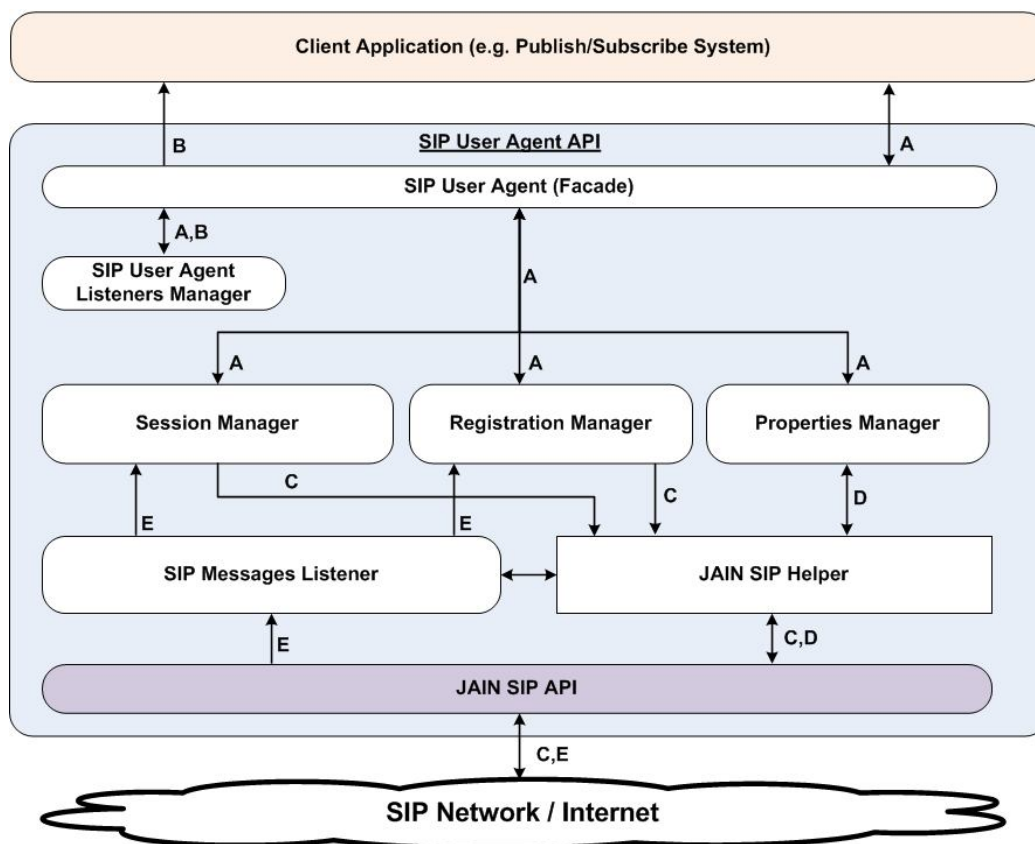 Client Application (e.g. Publish/Subscribe System)
B
SIP User Agent API
A
SIP User Agent (Facade)
A,B
SIP User Agent
Listeners Manager
A
A
A
A
Session Manager
Registration Manager
Properties Manager
C
C
D
E
E
SIP Messages Listener
JAIN SIP Helper
E
C,D
JAIN SIP API
C,E
SIP Network / Internet